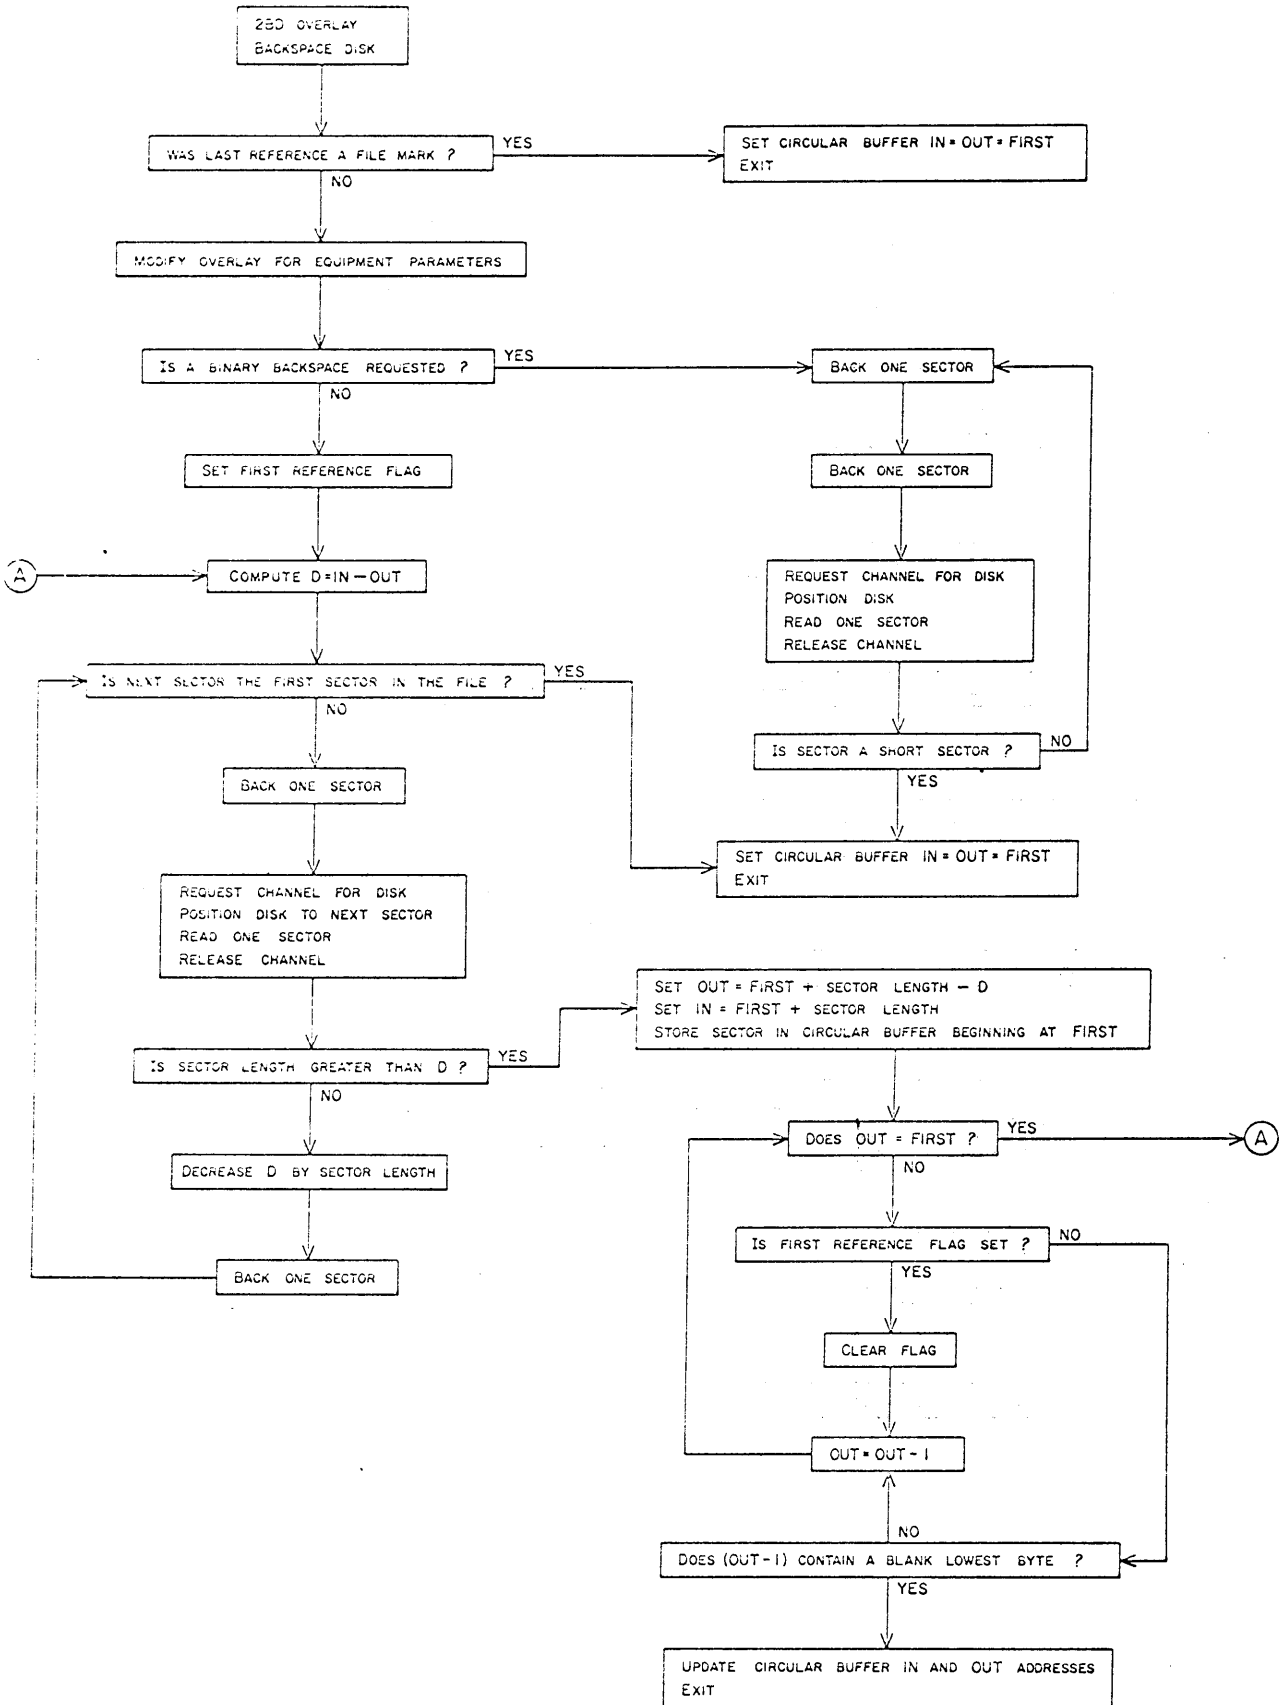 2BD OVERLAY
BACKSPACE DISK
WAS LAST REFERENCE A FILE MARK ?
YES
SET CIRCULAR BUFFER IN = OUT = FIRST
EXIT
NO
MODIFY OVERLAY FOR EQUIPMENT PARAMETERS
IS A BINARY BACKSPACE REQUESTED ?
YES
BACK ONE SECTOR
NO
SET FIRST REFERENCE FLAG
BACK ONE SECTOR
A
COMPUTE D = IN - OUT
REQUEST CHANNEL FOR DISK
POSITION DISK
READ ONE SECTOR
RELEASE CHANNEL
IS NEXT SECTOR THE FIRST SECTOR IN THE FILE ?
YES
NO
IS SECTOR A SHORT SECTOR ?
NO
YES
BACK ONE SECTOR
SET CIRCULAR BUFFER IN = OUT = FIRST
EXIT
REQUEST CHANNEL FOR DISK
POSITION DISK TO NEXT SECTOR
READ ONE SECTOR
RELEASE CHANNEL
SET OUT = FIRST + SECTOR LENGTH - D
SET IN = FIRST + SECTOR LENGTH
STORE SECTOR IN CIRCULAR BUFFER BEGINNING AT FIRST
IS SECTOR LENGTH GREATER THAN D ?
YES
NO
DOES OUT = FIRST ?
YES
A
NO
DECREASE D BY SECTOR LENGTH
IS FIRST REFERENCE FLAG SET ?
NO
YES
BACK ONE SECTOR
CLEAR FLAG
OUT = OUT - 1
NO
DOES (OUT - 1) CONTAIN A BLANK LOWEST BYTE ?
YES
UPDATE CIRCULAR BUFFER IN AND OUT ADDRESSES
EXIT